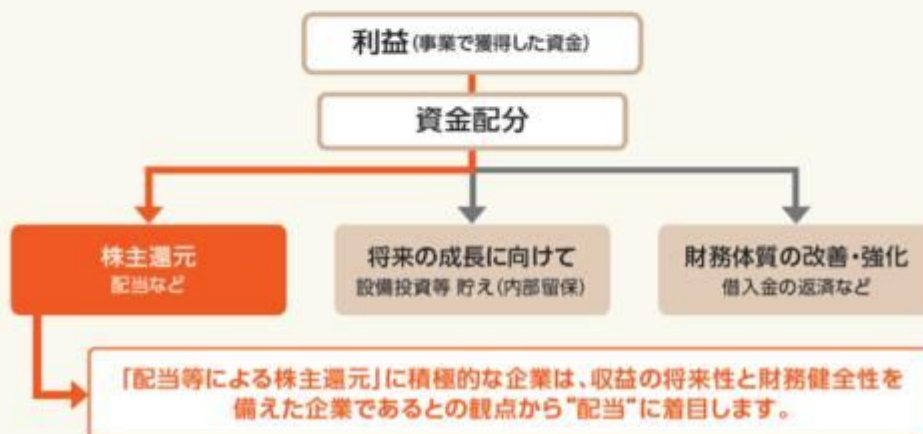 利益(事業で獲得した資金)
資金配分
株主還元
配当など
将来の成長に向けて
設備投資等 貯え(内部留保)
財務体質の改善・強化
借入金の返済など
「配当等による株主還元」に積極的な企業は、収益の将来性と財務健全性を
備えた企業であるとの観点から"配当"に着目します。